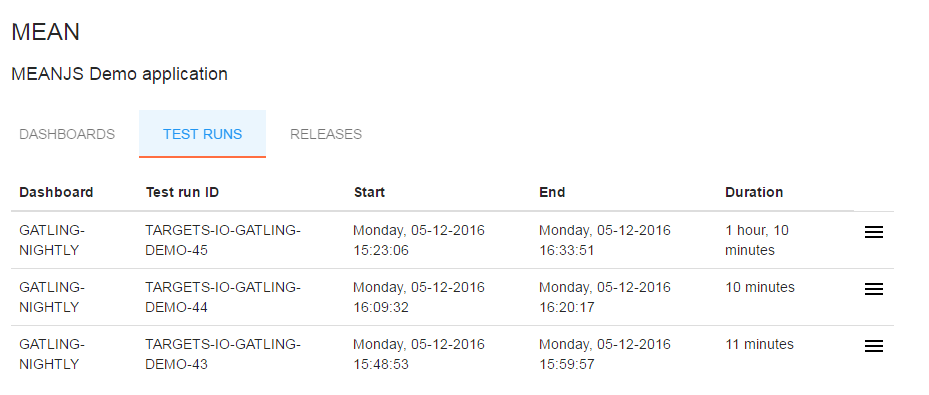 MEAN
MEANJS Demo application
DASHBOARDS TEST RUNS RELEASES
Dashboard Test run ID Start End Duration
GATLING- TARGETS-IO-GATLING- Monday, 05-12-2016 Monday, 05-12-2016 1 hour, 10
NIGHTLY DEMO-45 15:23:06 16:33:51 minutes
GATLING- TARGETS-IO-GATLING- Monday, 05-12-2016 Monday, 05-12-2016 10 minutes
NIGHTLY DEMO-44 16:09:32 16:20:17
GATLING- TARGETS-IO-GATLING- Monday, 05-12-2016 Monday, 05-12-2016 11 minutes
NIGHTLY DEMO-43 15:48:53 15:59:57